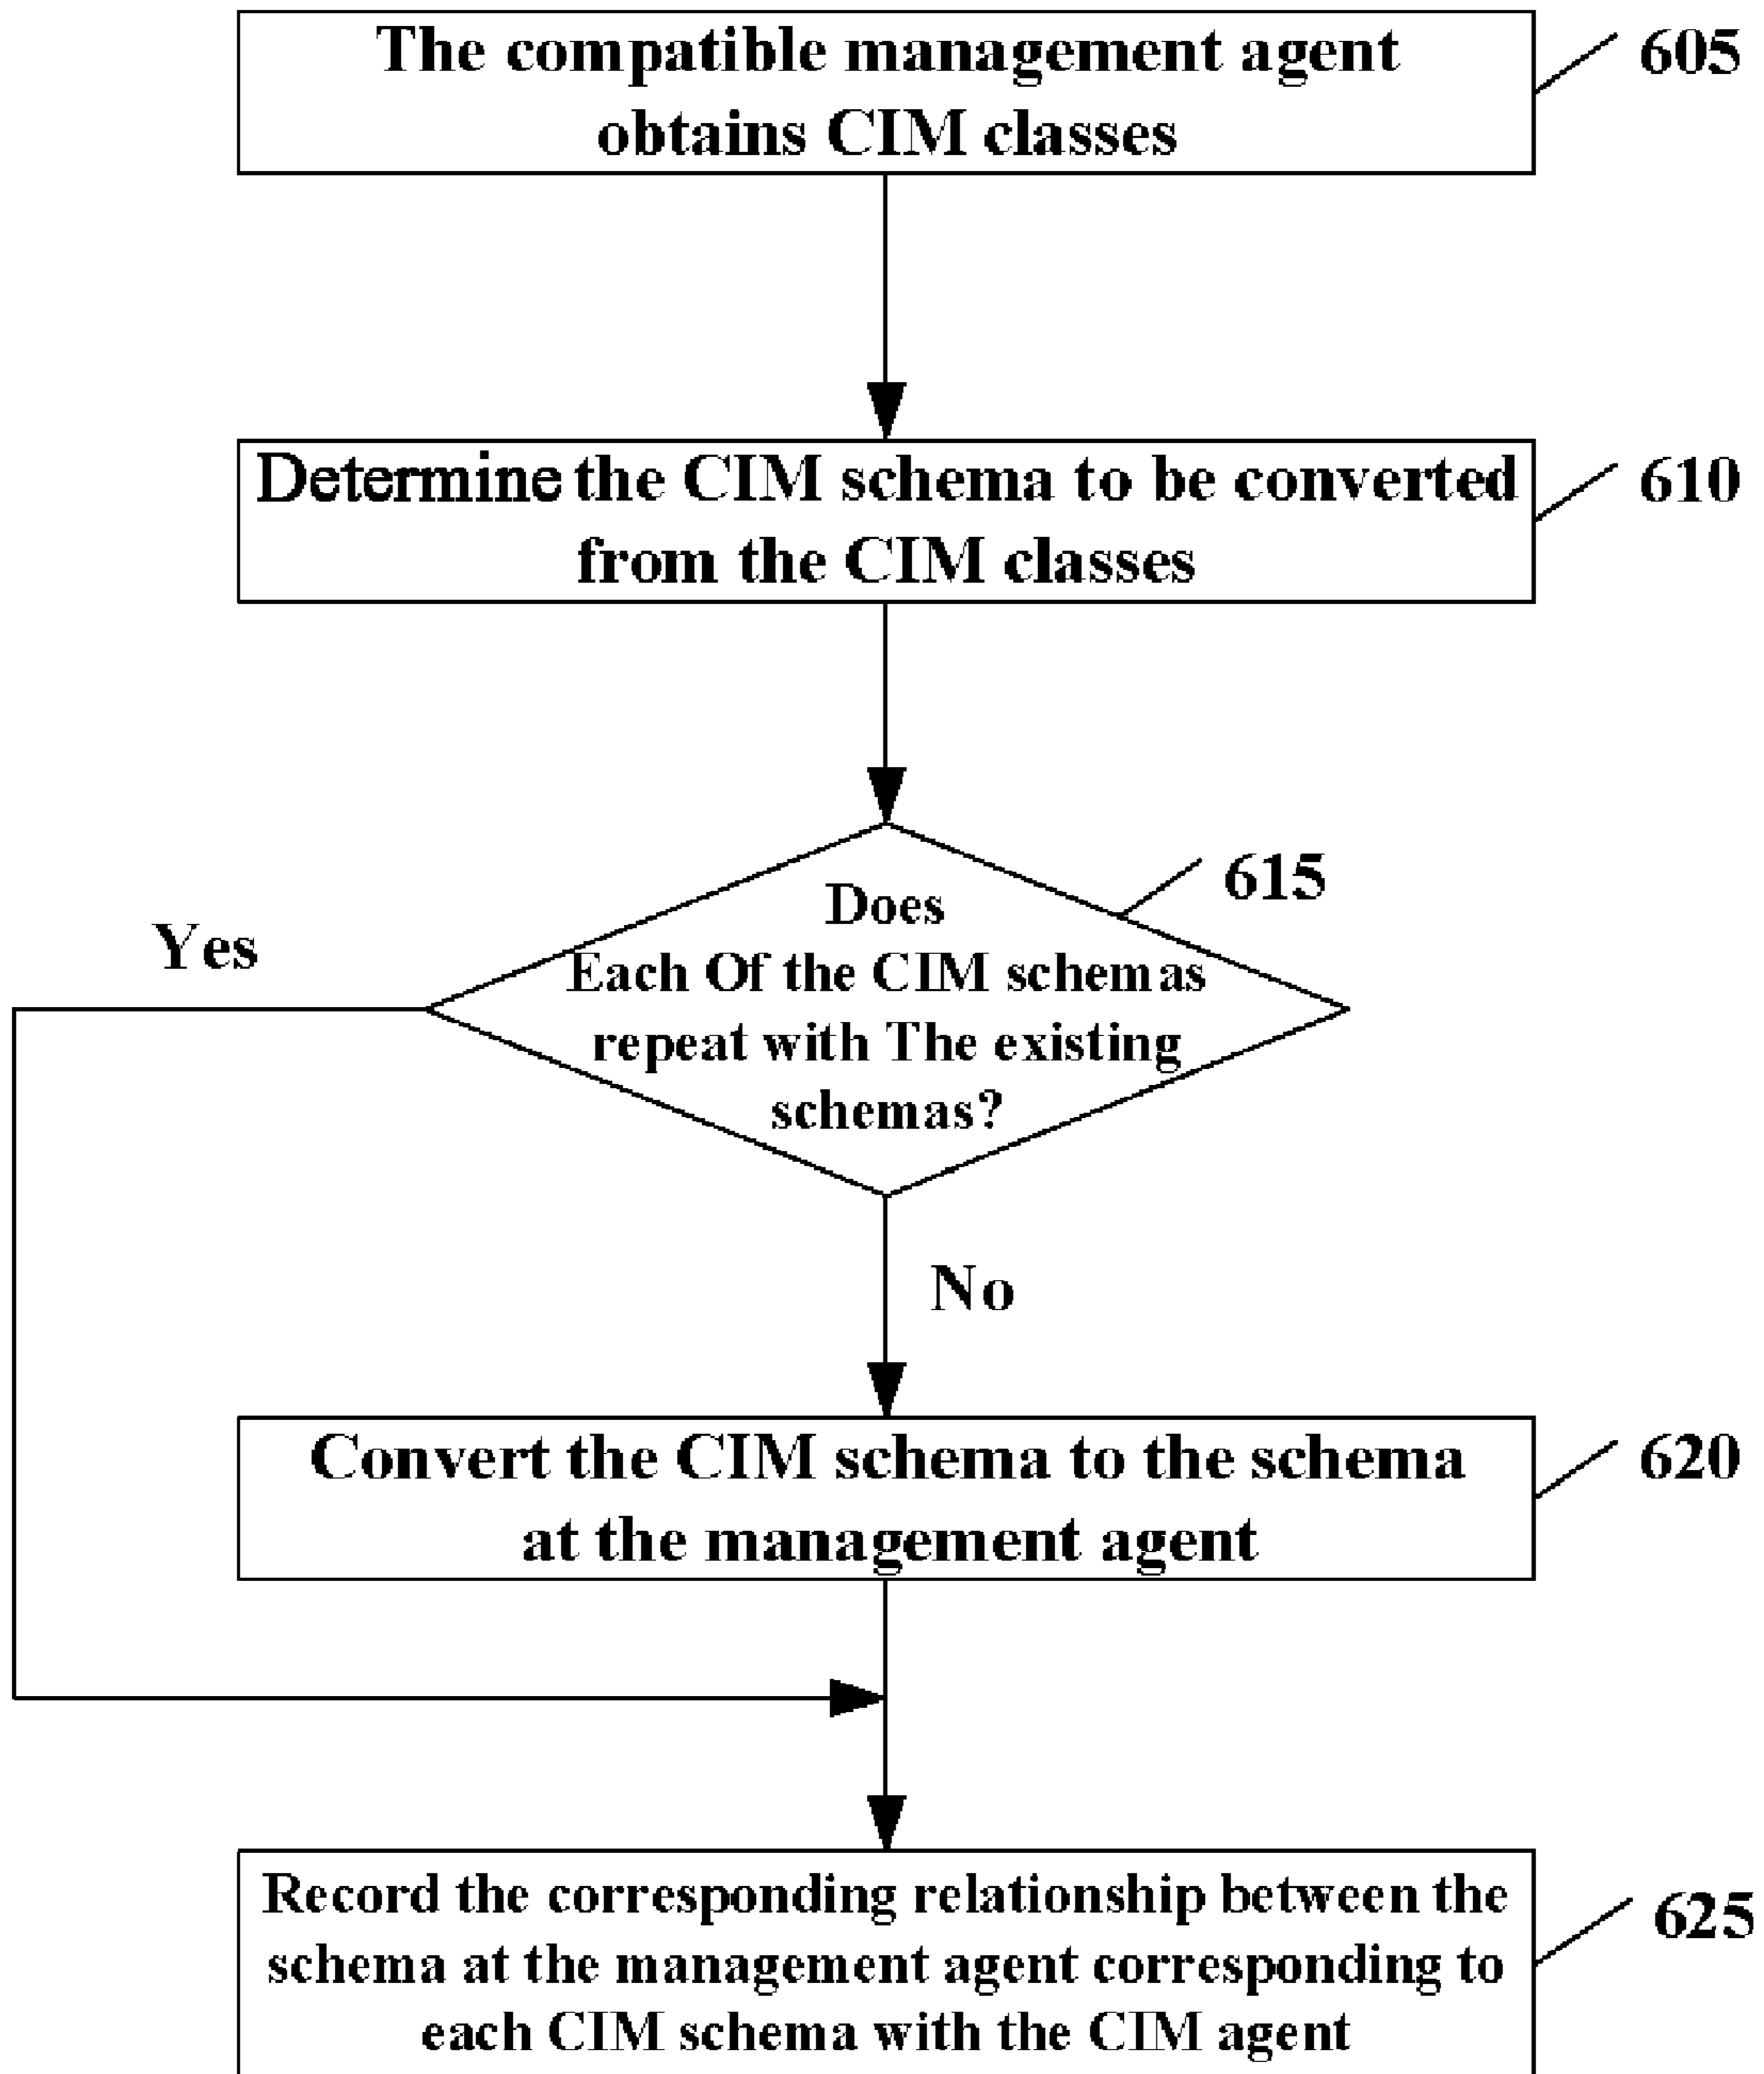 The compatible management agent
obtains CIM classes
605
Determine the CIM schema to be converted
from the CIM classes
610
Does
Each Of the CIM schemas
repeat with The existing
schemas?
615
Yes
No
Convert the CIM schema to the schema
at the management agent
620
Record the corresponding relationship between the
schema at the management agent corresponding to
each CIM schema with the CIM agent
625